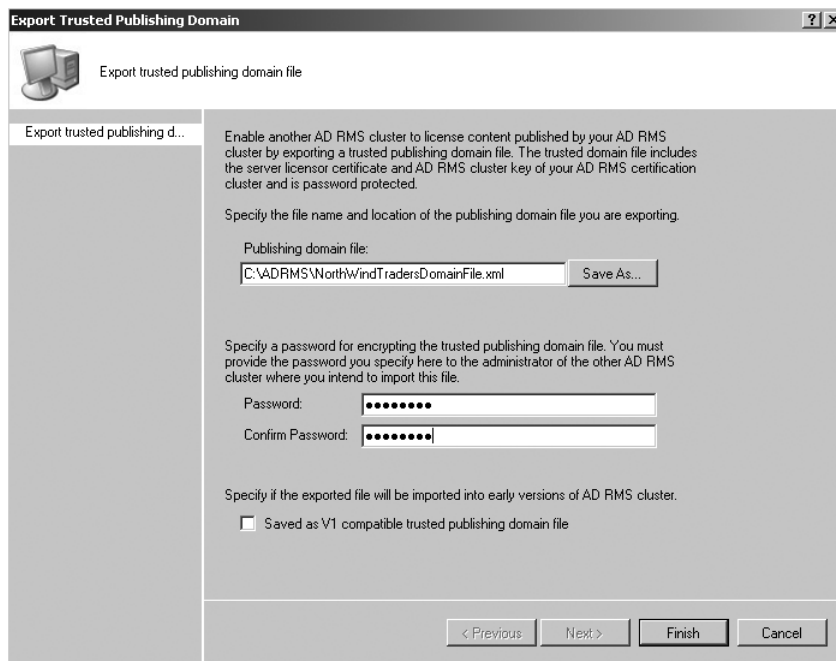 Export Trusted Publishing Domain
Export trusted publishing domain file
Export trusted publishing d...
Enable another AD RMS cluster to license content published by your AD RMS
cluster by exporting a trusted publishing domain file. The trusted domain file includes
the server licensor certificate and AD RMS cluster key of your AD RMS certification
cluster and is password protected.
Specify the file name and location of the publishing domain file you are exporting.
Publishing domain file:
C:\ADRMS\NorthWindTradersDomainFile.xml
Save As...
Specify a password for encrypting the trusted publishing domain file. You must
provide the password you specify here to the administrator of the other AD RMS
cluster where you intend to import this file.
Password: ●●●●●●●●
Confirm Password: ●●●●●●●●
Specify if the exported file will be imported into early versions of AD RMS cluster.
Saved as V1 compatible trusted publishing domain file
< Previous Next > Finish Cancel